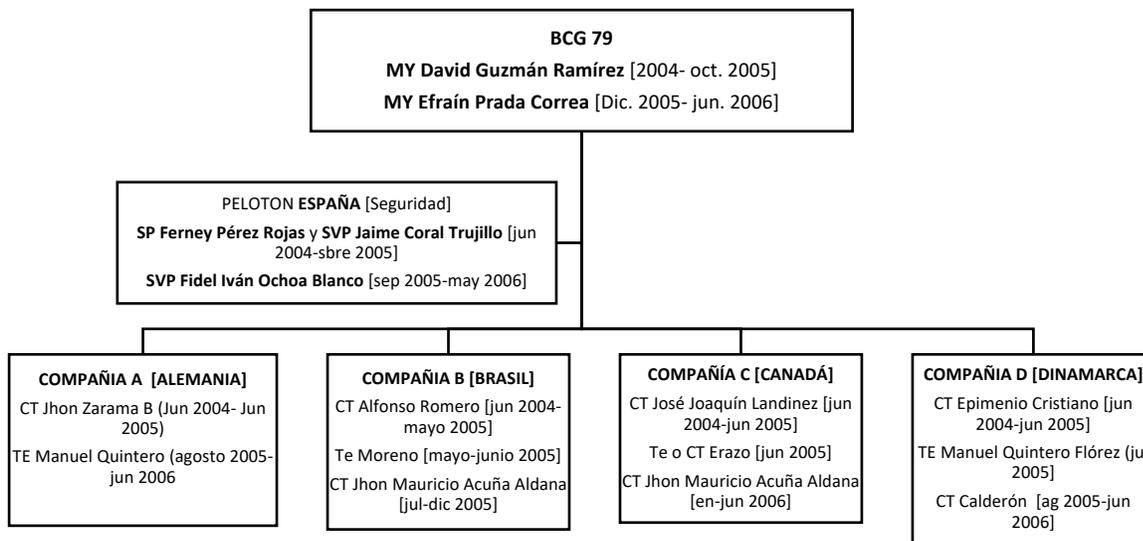 BCG 79
MY David Guzmán Ramírez [2004- oct. 2005]
MY Efraín Prada Correa [Dic. 2005- jun. 2006]
PELOTON ESPAÑA [Seguridad]
SP Ferney Pérez Rojas y SVP Jaime Coral Trujillo [jun
2004-sbre 2005]
SVP Fidel Iván Ochoa Blanco [sep 2005-may 2006]
COMPAÑIA A [ALEMANIA]
CT Jhon Zarama B (Jun 2004- Jun
2005)
TE Manuel Quintero (agosto 2005-
jun 2006
COMPAÑIA B [BRASIL]
CT Alfonso Romero [jun 2004-
mayo 2005]
Te Moreno [mayo-junio 2005]
CT Jhon Mauricio Acuña Aldana
[jul-dic 2005]
COMPAÑÍA C [CANADÁ]
CT José Joaquín Landinez [jun
2004-jun 2005]
Te o CT Erazo [jun 2005]
CT Jhon Mauricio Acuña Aldana
[en-jun 2006]
COMPAÑIA D [DINAMARCA]
CT Epimenio Cristiano [jun
2004-jun 2005]
TE Manuel Quintero Flórez
2005]
CT Calderón [ag 2005-jun
2006]